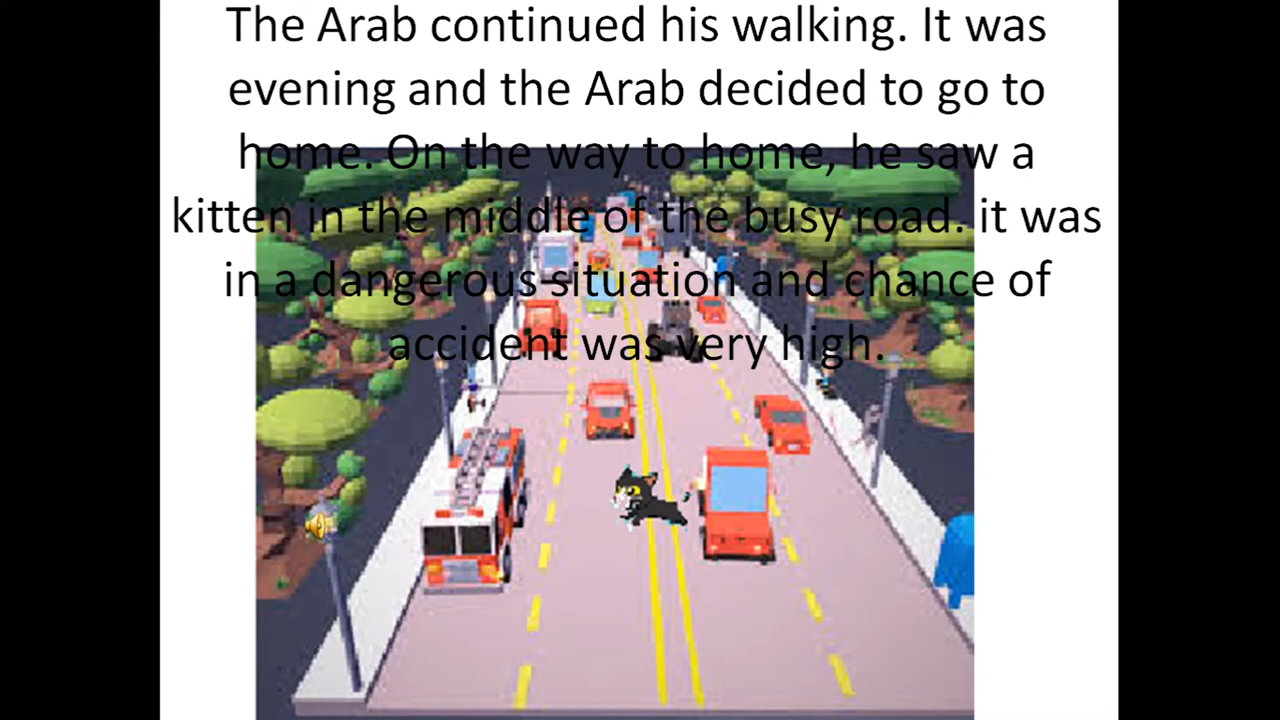 The Arab continued his walking. It was
evening and the Arab decided to go to
home. On the way to home, he saw a
kitten in the middle of the busy road. it was
in a dangerous situation and chance of
accident was very high.